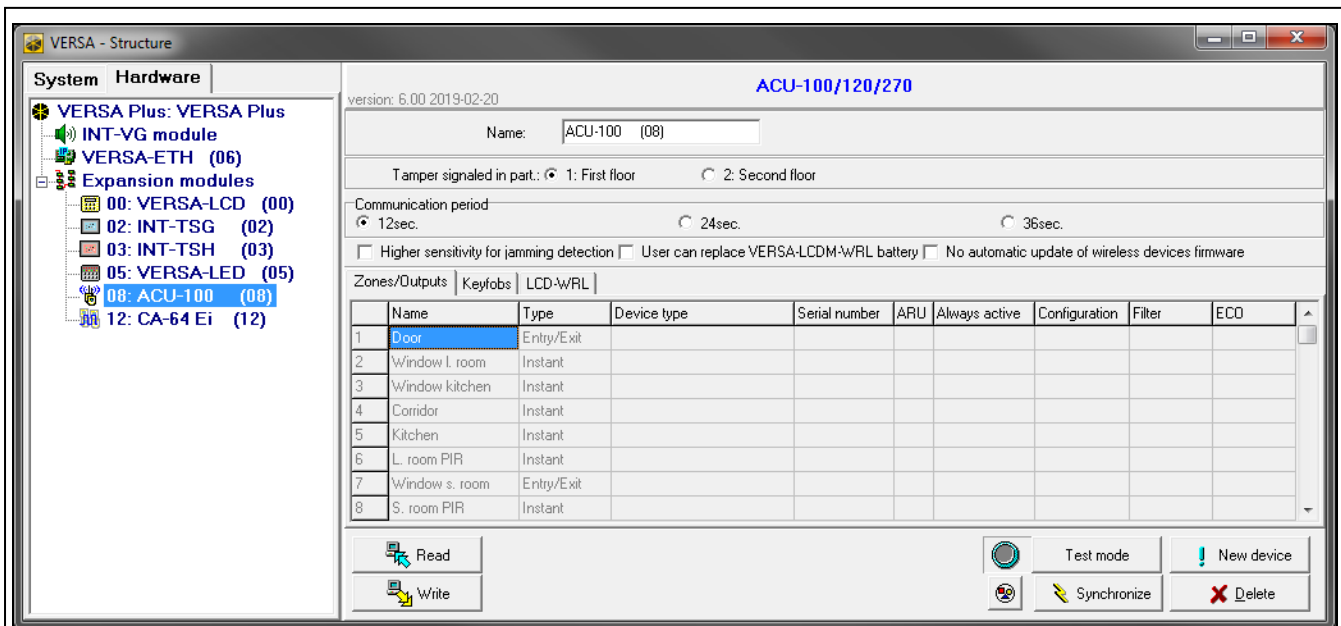 VERSA - Structure
System Hardware
VERSA Plus: VERSA Plus
INT-VG module
VERSA-ETH (06)
Expansion modules
00: VERSA-LCD (00)
02: INT-TSG (02)
03: INT-TSH (03)
05: VERSA-LED (05)
08: ACU-100 (08)
12: CA-64 Ei (12)
ACU-100/120/270
version: 6.00 2019-02-20
Name: ACU-100 (08)
Tamper signaled in part.: 1: First floor 2: Second floor
Communication period
12sec. 24sec. 36sec.
Higher sensitivity for jamming detection User can replace VERSA-LCDM-WRL battery No automatic update of wireless devices firmware
Zones/Outputs Keyfobs LCD-WRL
Name Type Device type Serial number ARU Always active Configuration Filter ECO
1 Door Entry/Exit
2 Window l. room Instant
3 Window kitchen Instant
4 Corridor Instant
5 Kitchen Instant
6 L. room PIR Instant
7 Window s. room Entry/Exit
8 S. room PIR Instant
Read Test mode New device
Write Synchronize Delete